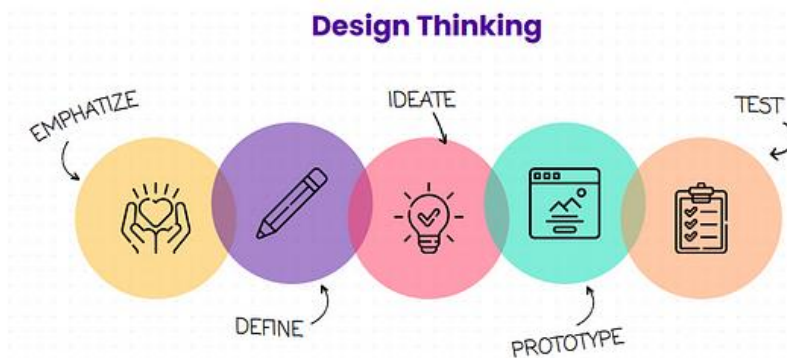 Design Thinking
EMPHATIZE
DEFINE
IDEATE
PROTOTYPE
TEST